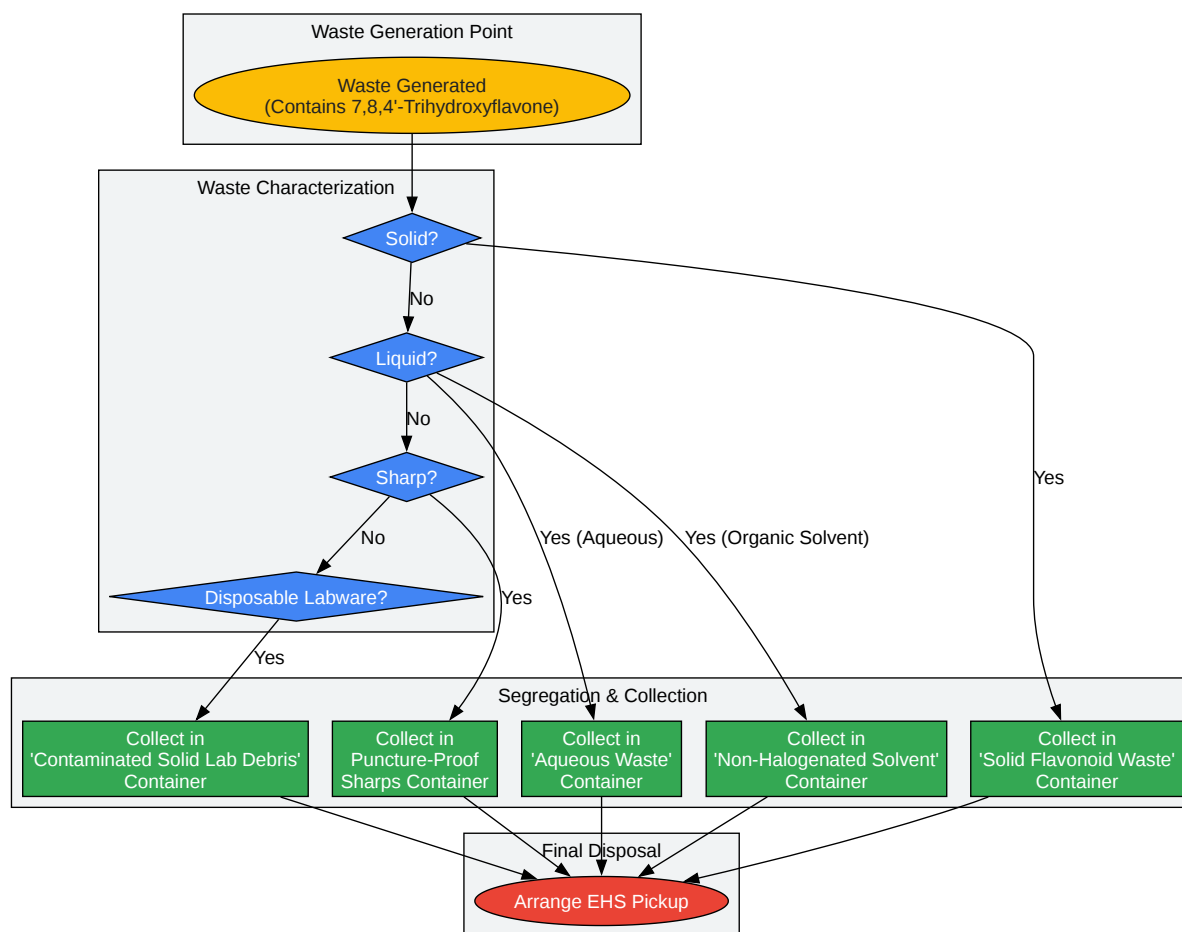 Waste Generation Point
Waste Generated
(Contains 7,8,4'-Trihydroxyflavone)
Waste Characterization
Solid?
No
Liquid?
No
Yes
Sharp?
Yes (Aqueous)
Yes (Organic Solvent)
No
Disposable Labware?
Yes
Yes
Segregation & Collection
Collect in
'Contaminated Solid Lab Debris'
Container
Collect in
Puncture-Proof
Sharps Container
Collect in
'Aqueous Waste'
Container
Collect in
'Non-Halogenated Solvent'
Container
Collect in
'Solid Flavonoid Waste'
Container
Final Disposal
Arrange EHS Pickup